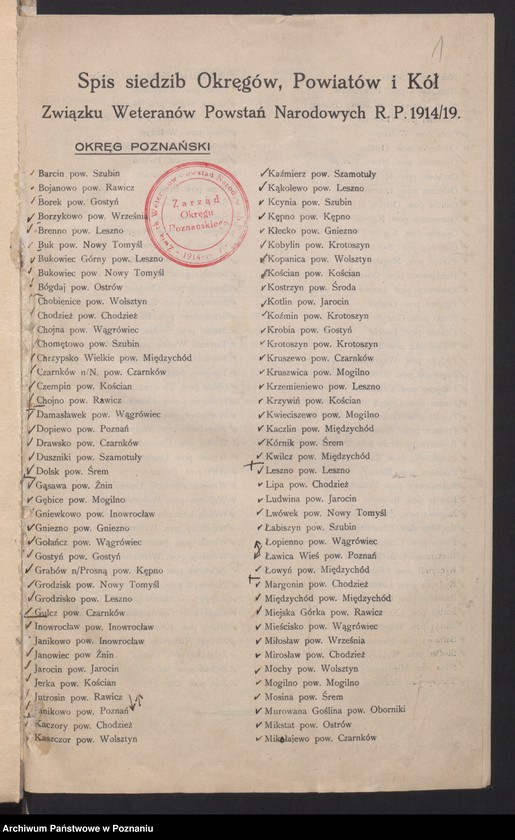 1
Spis siedzib Okręgów, Powiatów i Kół
Związku Weteranów Powstań Narodowych R. P. 1914/19.
OKRĘG POZNAŃSKI
Zarząd
Okręgu
Poznańskiego
Barcin pow. Szubin
Bojanowo pow. Rawicz
Borek pow. Gostyń
Borzykowo pow. Września
Brenno pow. Leszno
Buk pow. Nowy Tomyśl
Bukowiec Górny pow. Leszno
Bukowiec pow. Nowy Tomyśl
Bógdaj pow. Ostrów
Chobienice pow. Wolsztyn
Chodzież pow. Chodzież
Chojna pow. Wągrówiec
Chomętowo pow. Szubin
Chrzypsko Wielkie pow. Międzychód
Czarnków n/N. pow. Czarnków
Czempin pow. Kościan
Chojno pow. Rawicz
Damasławek pow. Wągrówiec
Dopiewo pow. Poznań
Drawsko pow. Czarnków
Duszniki pow. Szamotuły
Dolsk pow. Śrem
Gąsawa pow. Żnin
Gębice pow. Mogilno
Gniewkowo pow. Inowrocław
Gniezno pow. Gniezno
Gołańcz pow. Wągrówiec
Gostyń pow. Gostyń
Grabów n/Prosną pow. Kępno
Grodzisk pow. Nowy Tomyśl
Grodzisko pow. Leszno
Gulcz pow. Czarnków
Inowrocław pow. Inowrocław
Janikowo pow. Inowrocław
Janowiec pow Żnin
Jarocin pow. Jarocin
Jerka pow. Kościan
Jutrosin pow. Rawicz
Janikowo pow. Poznań
Kaczory pow. Chodzież
Kaszczor pow. Wolsztyn
Kaźmierz pow. Szamotuły
Kąkolewo pow. Leszno
Kcynia pow. Szubin
Kępno pow. Kępno
Kłecko pow. Gniezno
Kobylin pow. Krotoszyn
Kopanica pow. Wolsztyn
Kościan pow. Kościan
Kostrzyn pow. Środa
Kotlin pow. Jarocin
Koźmin pow. Krotoszyn
Krobia pow. Gostyń
Krotoszyn pow. Krotoszyn
Kruszewo pow. Czarnków
Kruszwica pow. Mogilno
Krzemieniewo pow. Leszno
Krzywiń pow. Kościan
Kwieciszewo pow. Mogilno
Kaczlin pow. Międzychód
Kórnik pow. Śrem
Kwilcz pow. Międzychód
Leszno pow. Leszno
Lipa pow. Chodzież
Ludwina pow. Jarocin
Lwówek pow. Nowy Tomyśl
Łabiszyn pow. Szubin
Łopienno pow. Wągrówiec
Ławica Wieś pow. Poznań
Łowyń pow. Międzychód
Margonin pow. Chodzież
Międzychód pow. Międzychód
Miejska Górka pow. Rawicz
Mieścisko pow. Wągrówiec
Miłosław pow. Września
Mirosław pow. Chodzież
Mochy pow. Wolsztyn
Mogilno pow. Mogilno
Mosina pow. Śrem
Murowana Goślina pow. Oborniki
Mikstat pow. Ostrów
Mikołajewo pow. Czarnków
Archiwum Państwowe w Poznaniu